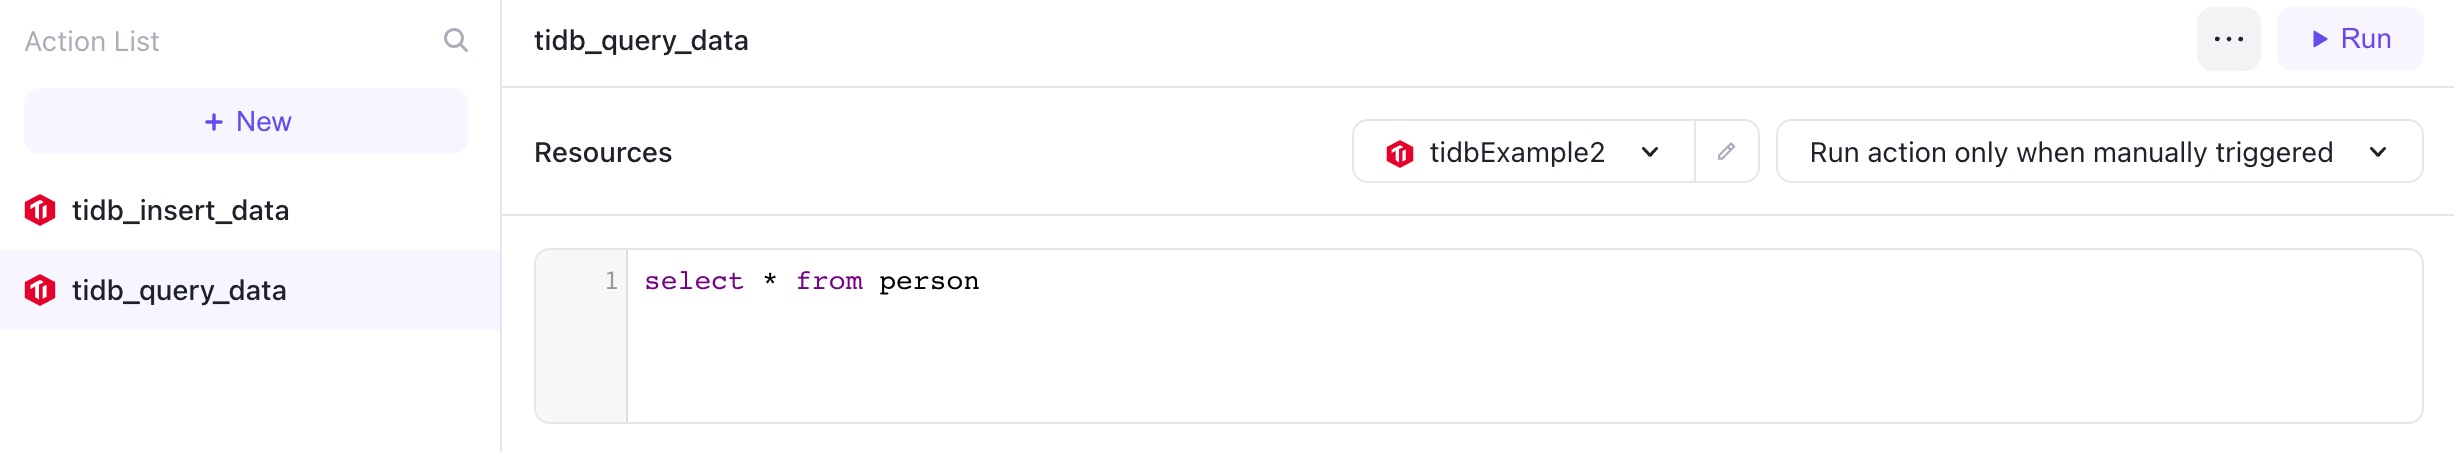 Action List
+ New
tidb_insert_data
tidb_query_data
tidb_query_data
... Run
Resources
tidbExample2
Run action only when manually triggered
1 select * from person